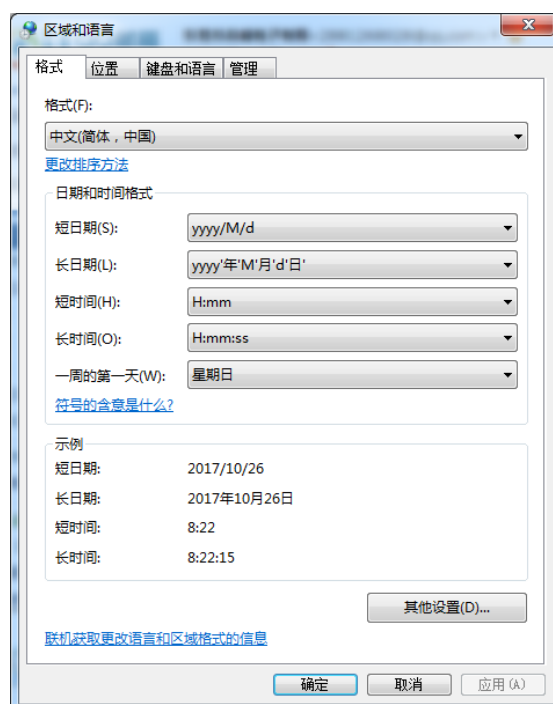 区域和语言
格式 位置 键盘和语言 管理
格式(F):
中文(简体，中国)
更改排序方法
日期和时间格式
短日期(S): yyyy/M/d
长日期(L): yyyy'年'M'月'd'日'
短时间(H): H:mm
长时间(O): H:mm:ss
一周的第一天(W): 星期日
符号的含意是什么?
示例
短日期: 2017/10/26
长日期: 2017年10月26日
短时间: 8:22
长时间: 8:22:15
其他设置(D)...
联机获取更改语言和区域格式的信息
确定 取消 应用(A)